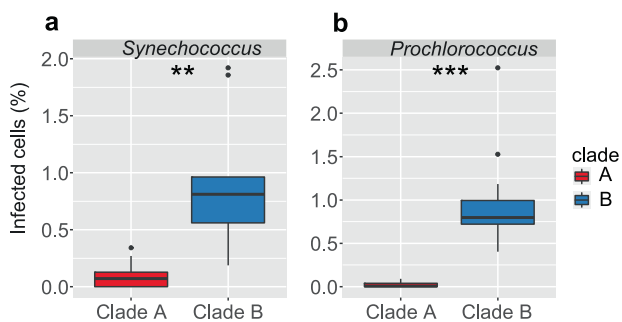 a
Synechococcus
**
Infected cells (%)
2.0
1.5
1.0
0.5
0.0
Clade A
Clade B
b
Prochlorococcus
***
2.5
2.0
1.5
1.0
0.5
0.0
Clade A
Clade B
clade
A
B